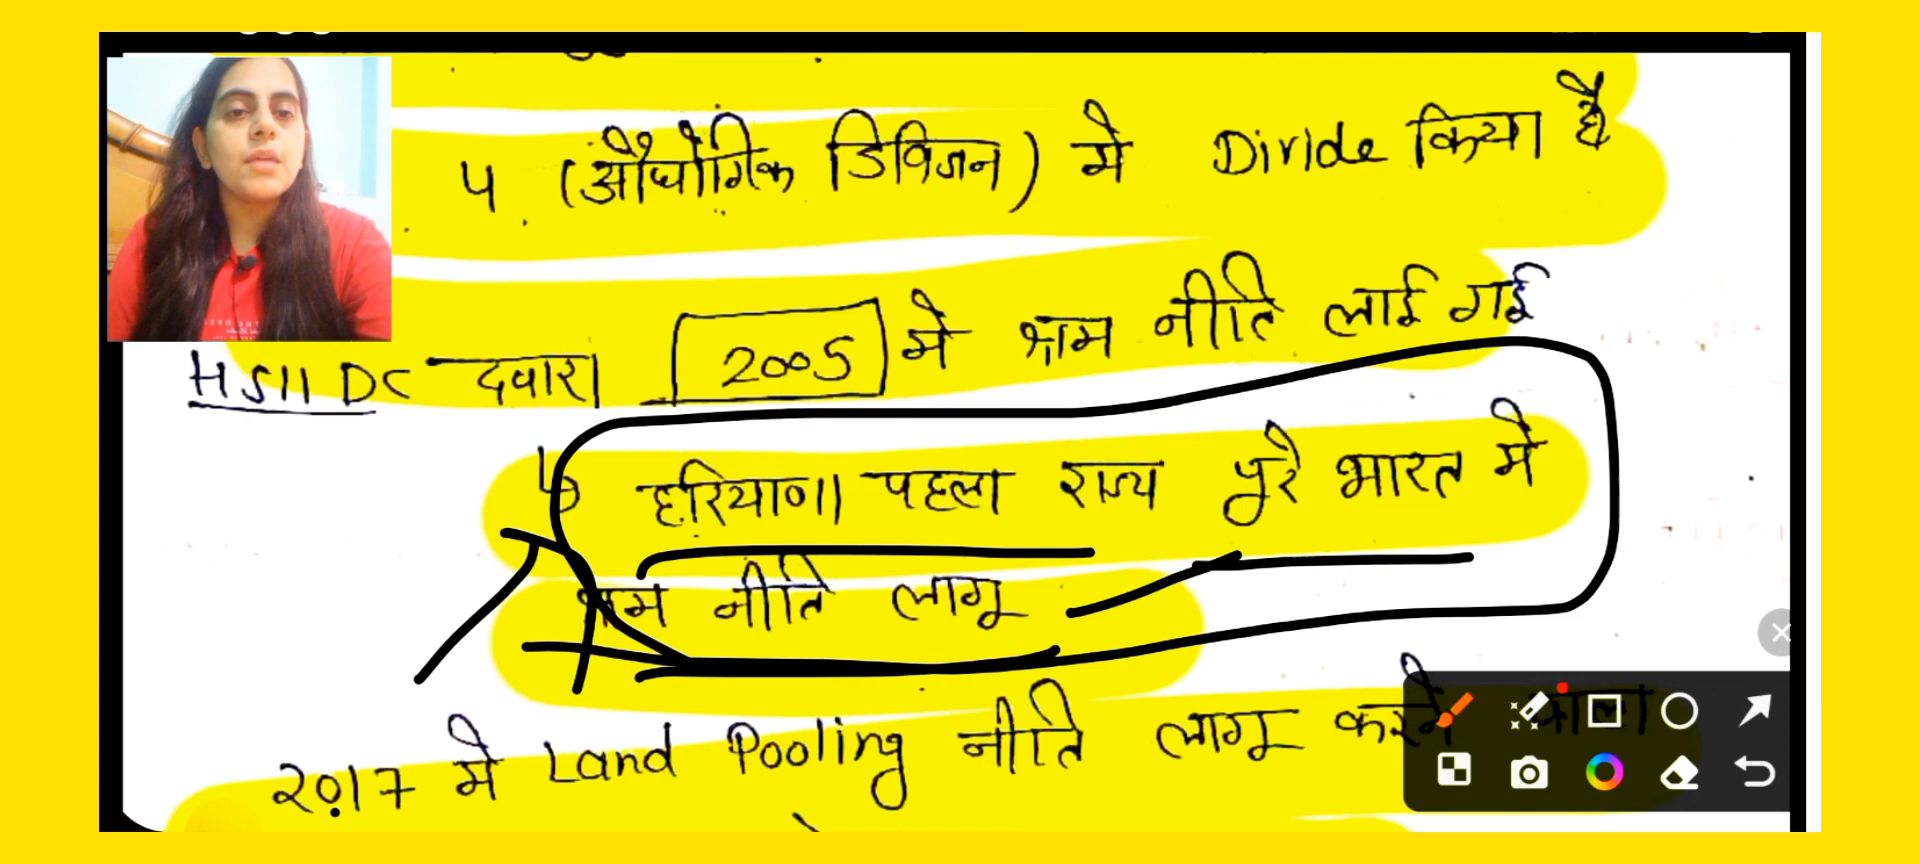 4 (औद्योगिक डिविजन) मे Divide किया है
HSIIDC दवारा 2005 मे श्रम नीति लाई गई
हरियाणा पहला राज्य पूरे भारत मे
श्रम नीति लागू
2017 मे Land Pooling नीति लागू करने वाला